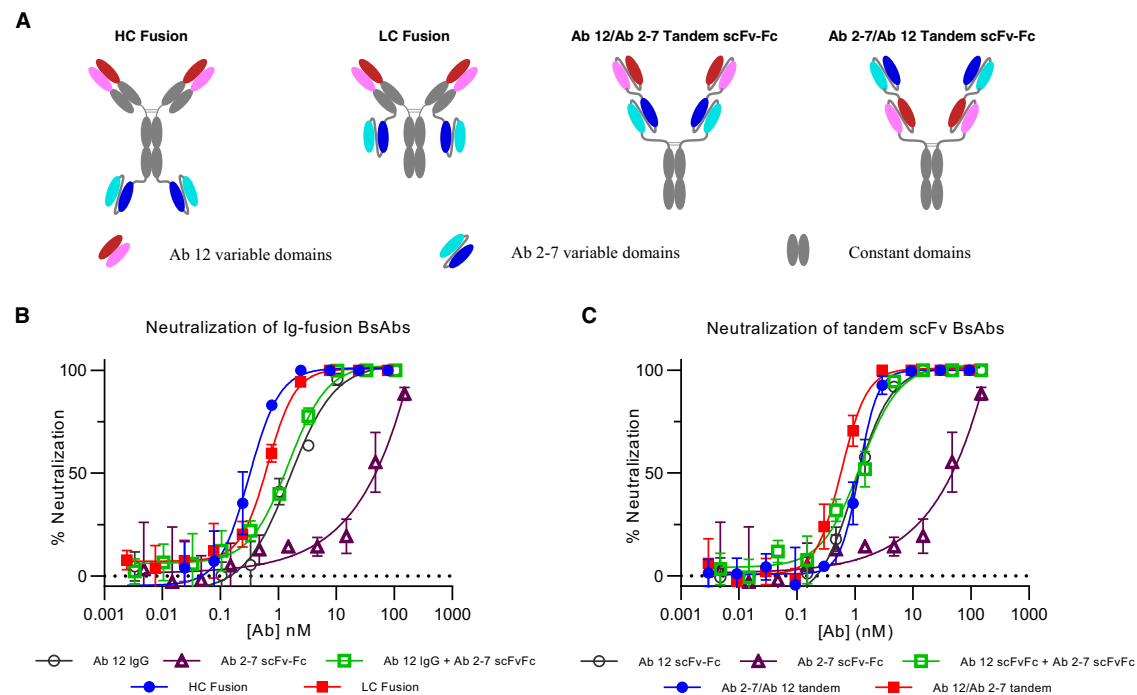 A
HC Fusion
LC Fusion
Ab 12/Ab 2-7 Tandem scFv-Fc
Ab 2-7/Ab 12 Tandem scFv-Fc
Ab 12 variable domains
Ab 2-7 variable domains
Constant domains
B
Neutralization of Ig-fusion BsAbs
% Neutralization
100
50
0
0.001
0.01
0.1
1
10
100
1000
[Ab] nM
Ab 12 IgG
Ab 2-7 scFv-Fc
Ab 12 IgG + Ab 2-7 scFvFc
HC Fusion
LC Fusion
C
Neutralization of tandem scFv BsAbs
% Neutralization
100
50
0
0.001
0.01
0.1
1
10
100
1000
[Ab] (nM)
Ab 12 scFv-Fc
Ab 2-7 scFv-Fc
Ab 12 scFvFc + Ab 2-7 scFvFc
Ab 2-7/Ab 12 tandem
Ab 12/Ab 2-7 tandem